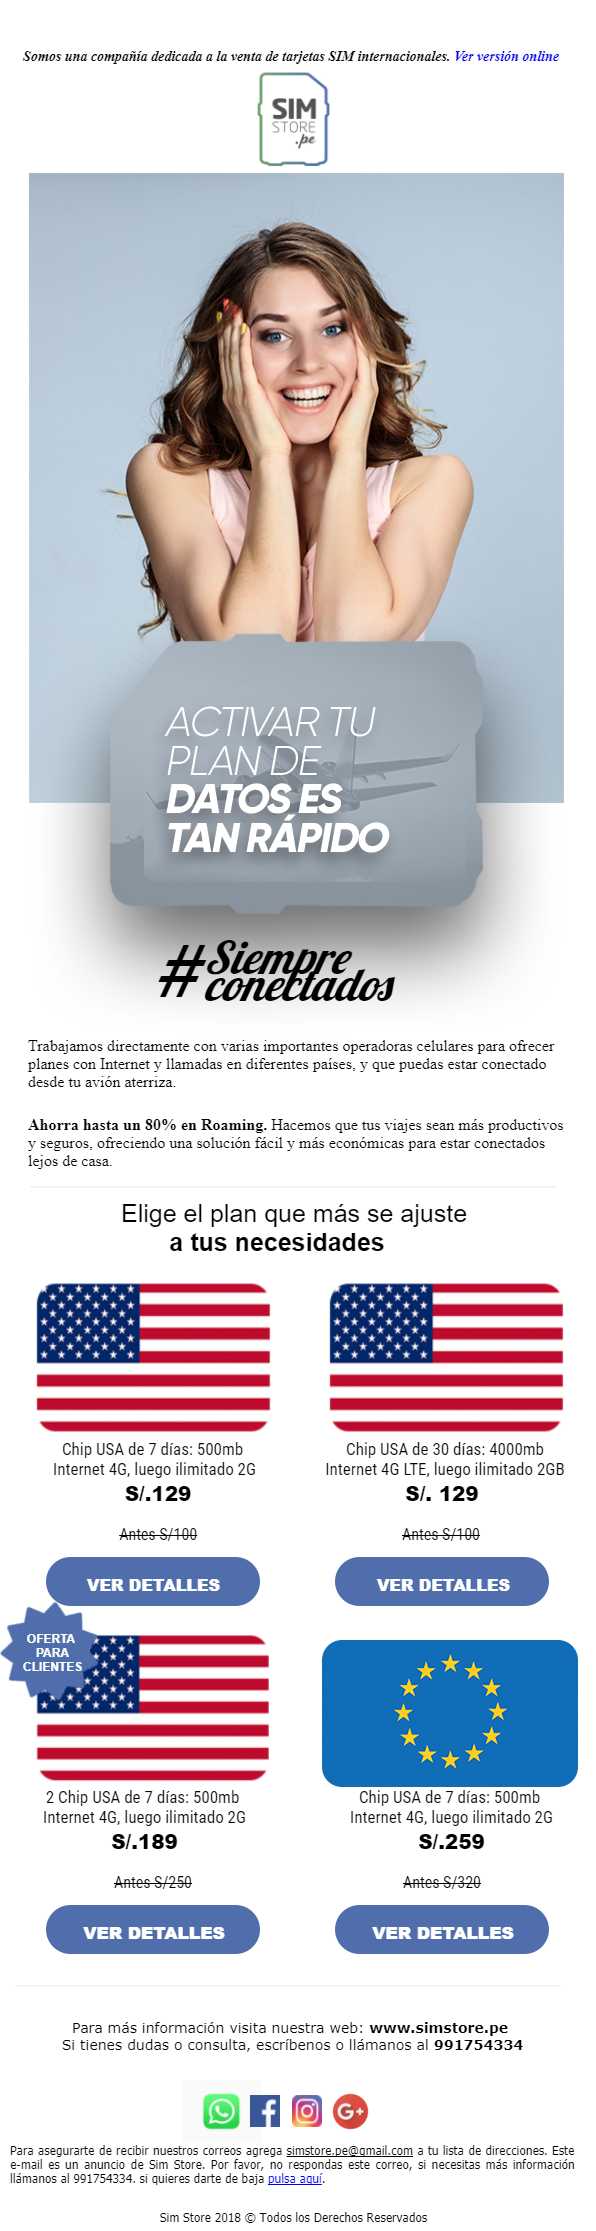 Somos una compañía dedicada a la venta de tarjetas SIM internacionales. Ver versión online
SIM
STORE
.pe
ACTIVAR TU
PLAN DE
DATOS ES
TAN RÁPIDO
#Siempre
conectados
Trabajamos directamente con varias importantes operadoras celulares para ofrecer
planes con Internet y llamadas en diferentes países, y que puedas estar conectado
desde tu avión aterriza.
Ahorra hasta un 80% en Roaming. Hacemos que tus viajes sean más productivos
y seguros, ofreciendo una solución fácil y más económicas para estar conectados
lejos de casa.
Elige el plan que más se ajuste
a tus necesidades
Chip USA de 7 días: 500mb
Internet 4G, luego ilimitado 2G
S/.129
Antes S/100
VER DETALLES
Chip USA de 30 días: 4000mb
Internet 4G LTE, luego ilimitado 2GB
S/. 129
Antes S/100
VER DETALLES
OFERTA
PARA
CLIENTES
2 Chip USA de 7 días: 500mb
Internet 4G, luego ilimitado 2G
S/.189
Antes S/250
VER DETALLES
Chip USA de 7 días: 500mb
Internet 4G, luego ilimitado 2G
S/.259
Antes S/320
VER DETALLES
Para más información visita nuestra web: www.simstore.pe
Si tienes dudas o consulta, escríbenos o llámanos al 991754334
G+
Para asegurarte de recibir nuestros correos agrega simstore.pe@gmail.com a tu lista de direcciones. Este
e-mail es un anuncio de Sim Store. Por favor, no respondas este correo, si necesitas más información
llámanos al 991754334. si quieres darte de baja pulsa aquí.
Sim Store 2018 © Todos los Derechos Reservados